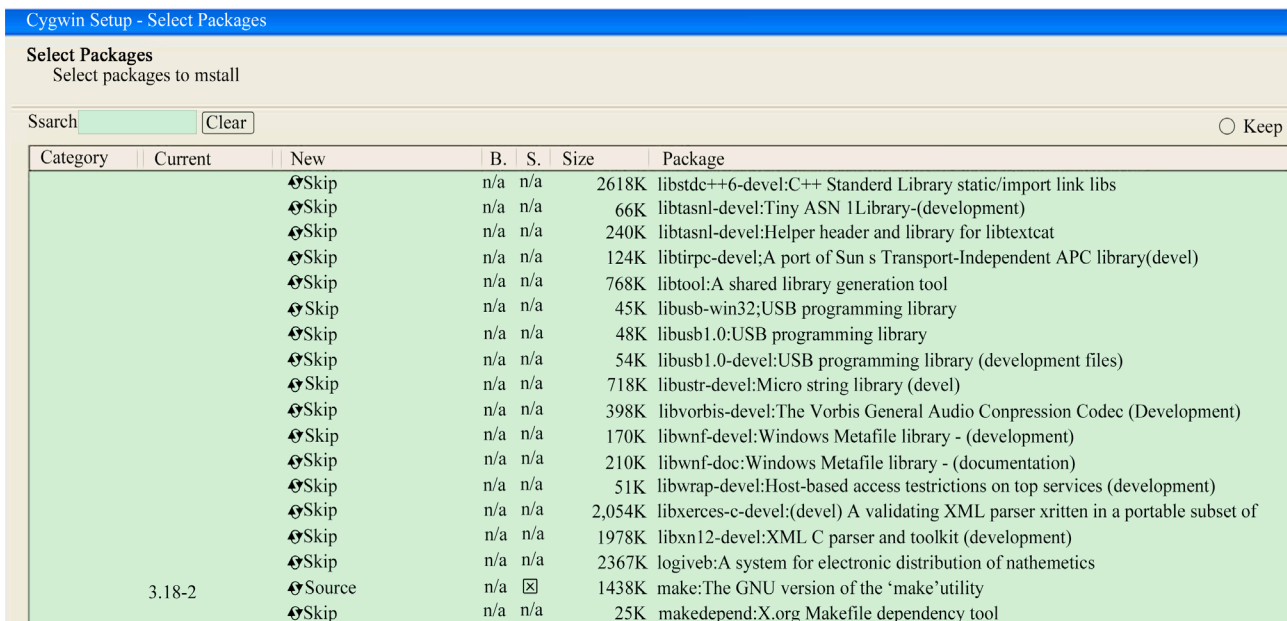 Cygwin Setup - Select Packages
Select Packages
Select packages to mstall
Ssarch Clear Keep
Category Current New B. S. Size Package
Skip n/a n/a 2618K libstdc++6-devel:C++ Standerd Library static/import link libs
Skip n/a n/a 66K libtasnl-devel:Tiny ASN 1Library-(development)
Skip n/a n/a 240K libtasnl-devel:Helper header and library for libtextcat
Skip n/a n/a 124K libtirpc-devel;A port of Sun s Transport-Independent APC library(devel)
Skip n/a n/a 768K libtool:A shared library generation tool
Skip n/a n/a 45K libusb-win32;USB programming library
Skip n/a n/a 48K libusb1.0:USB programming library
Skip n/a n/a 54K libusb1.0-devel:USB programming library (development files)
Skip n/a n/a 718K libustr-devel:Micro string library (devel)
Skip n/a n/a 398K libvorbis-devel:The Vorbis General Audio Conpression Codec (Development)
Skip n/a n/a 170K libwnf-devel:Windows Metafile library - (development)
Skip n/a n/a 210K libwnf-doc:Windows Metafile library - (documentation)
Skip n/a n/a 51K libwrap-devel:Host-based access testrictions on top services (development)
Skip n/a n/a 2,054K libxerces-c-devel:(devel) A validating XML parser xritten in a portable subset of
Skip n/a n/a 1978K libxn12-devel:XML C parser and toolkit (development)
Skip n/a n/a 2367K logiveb:A system for electronic distribution of nathemetics
3.18-2 Source n/a 1438K make:The GNU version of the ‘make’utility
Skip n/a n/a 25K makedepend:X.org Makefile dependency tool